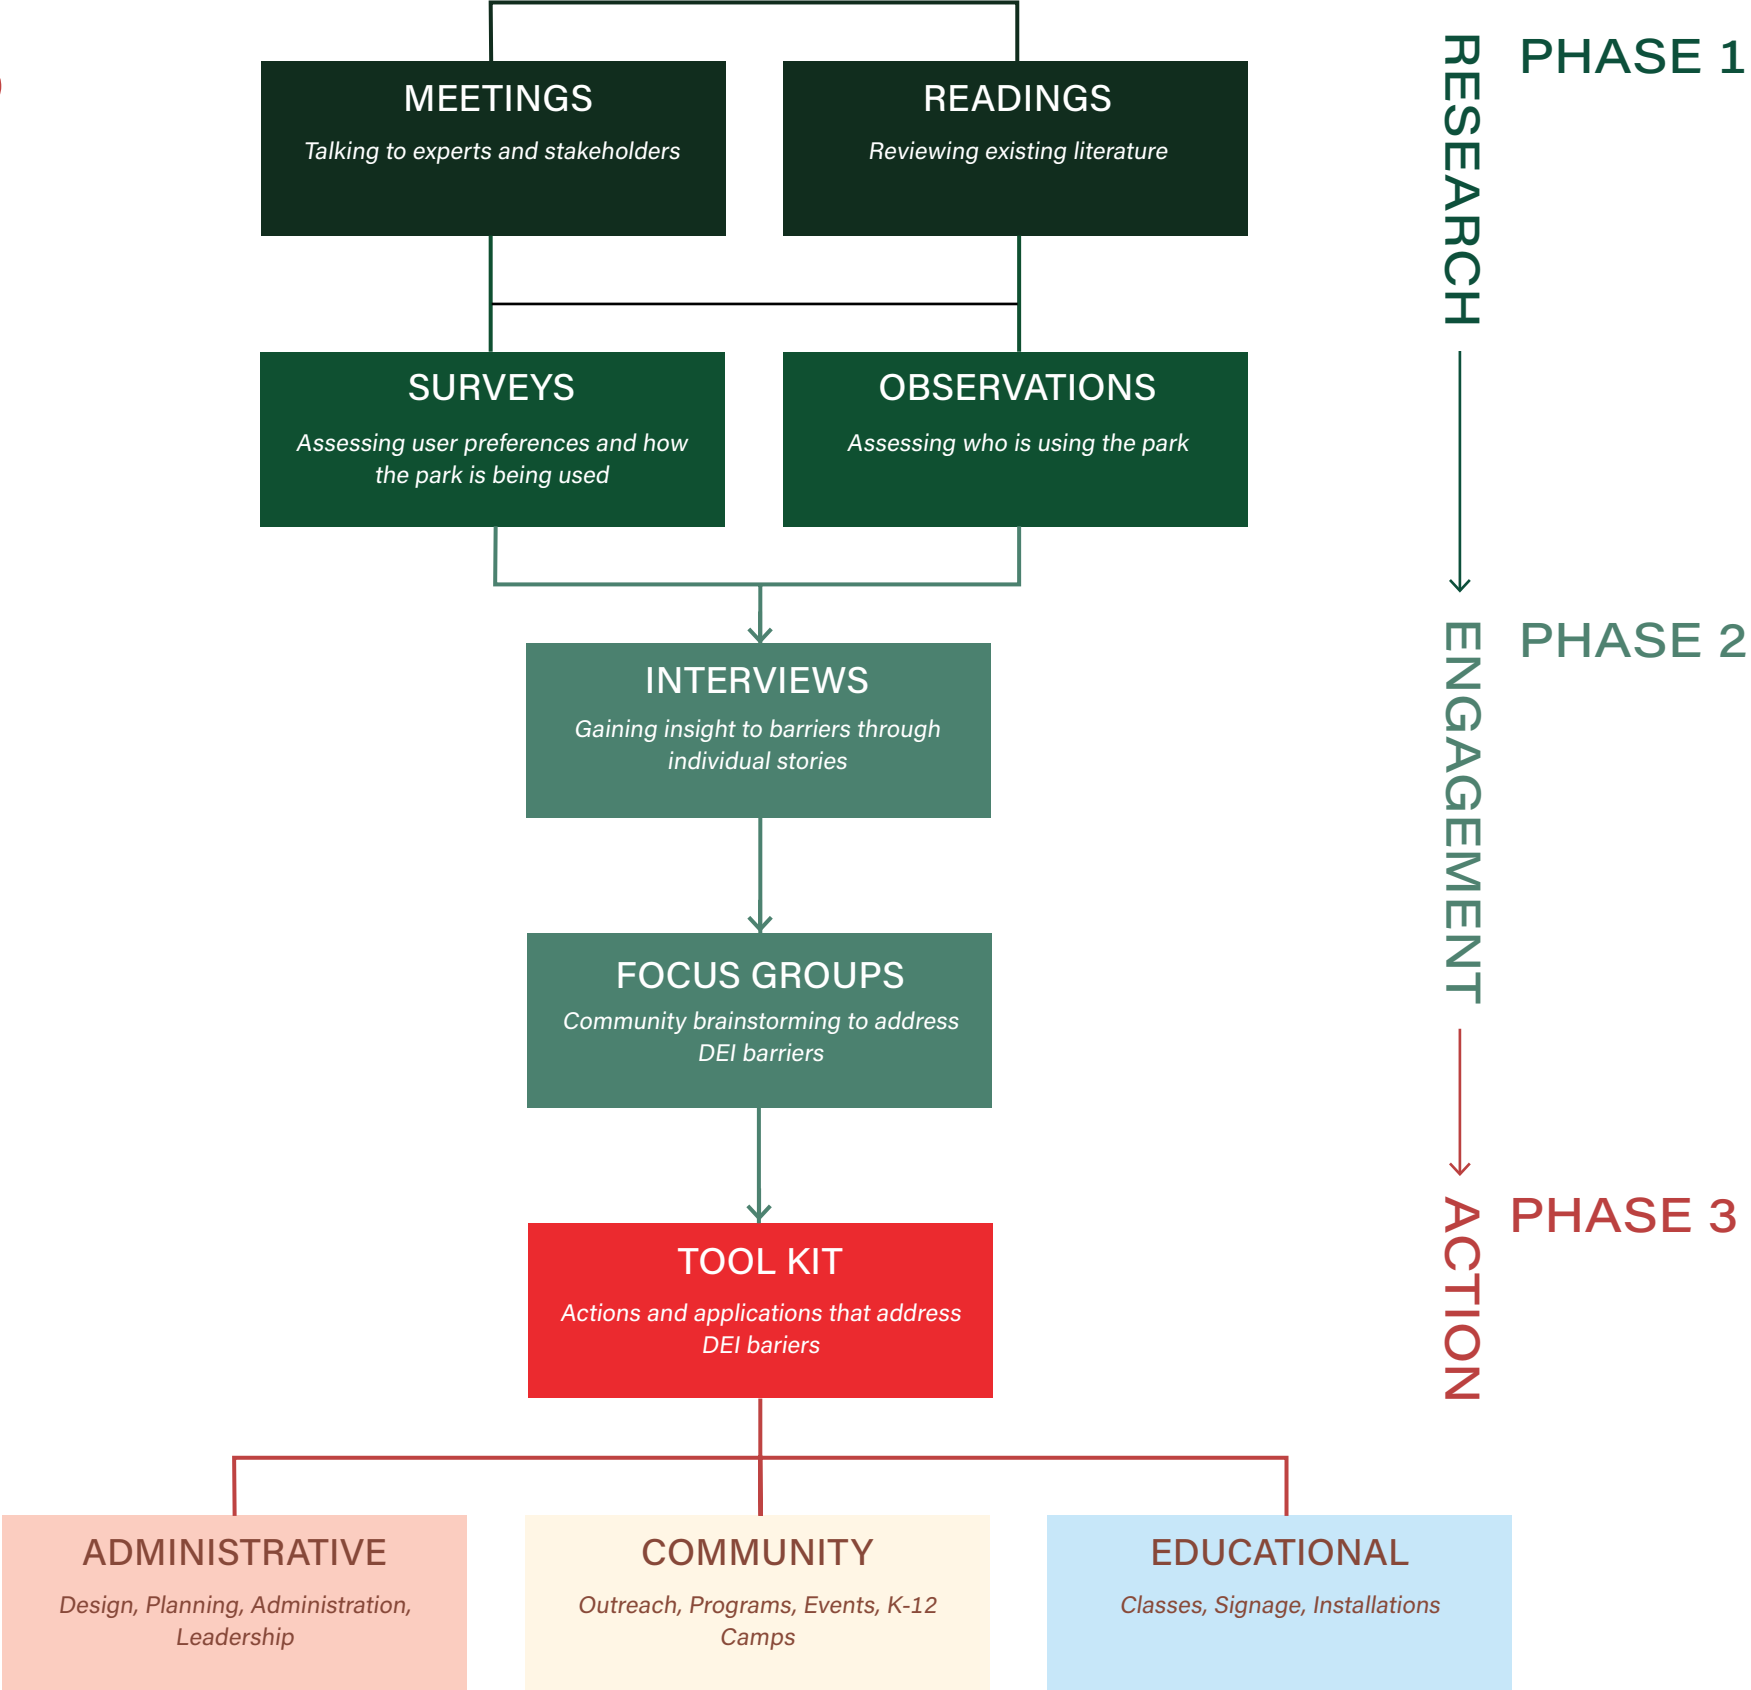 MEETINGS
Talking to experts and stakeholders
READINGS
Reviewing existing literature
RESEARCH
PHASE 1
SURVEYS
Assessing user preferences and how
the park is being used
OBSERVATIONS
Assessing who is using the park
INTERVIEWS
Gaining insight to barriers through
individual stories
ENGAGEMENT
PHASE 2
FOCUS GROUPS
Community brainstorming to address
DEI barriers
TOOL KIT
Actions and applications that address
DEI bariers
ACTION
PHASE 3
ADMINISTRATIVE
Design, Planning, Administration,
Leadership
COMMUNITY
Outreach, Programs, Events, K-12
Camps
EDUCATIONAL
Classes, Signage, Installations